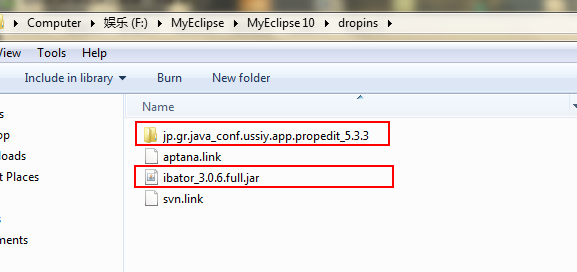 Computer 娱乐 (F:) MyEclipse MyEclipse 10 dropins
View Tools Help
Include in library Burn New folder
Name
jp.gr.java_conf.ussiy.app.propedit_5.3.3
aptana.link
ibator_3.0.6.full.jar
svn.link
s
op
loads
t Places
s
ments